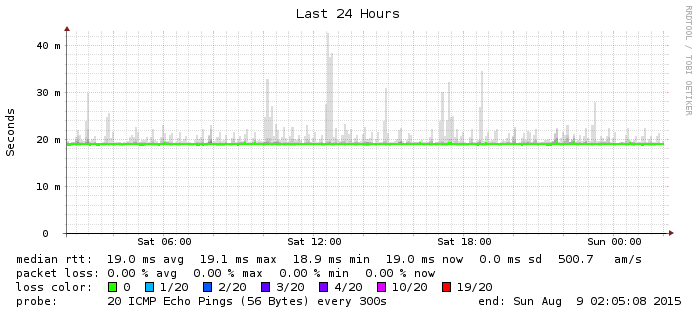 Last 24 Hours
RRDTOOL / TOBI OETIKER
Seconds
40 m
30 m
20 m
10 m
0
Sat 06:00 Sat 12:00 Sat 18:00 Sun 00:00
median rtt: 19.0 ms avg 19.1 ms max 18.9 ms min 19.0 ms now 0.0 ms sd 500.7 am/s
packet loss: 0.00 % avg 0.00 % max 0.00 % min 0.00 % now
loss color: 0 1/20 2/20 3/20 4/20 10/20 19/20
probe: 20 ICMP Echo Pings (56 Bytes) every 300s end: Sun Aug 9 02:05:08 2015